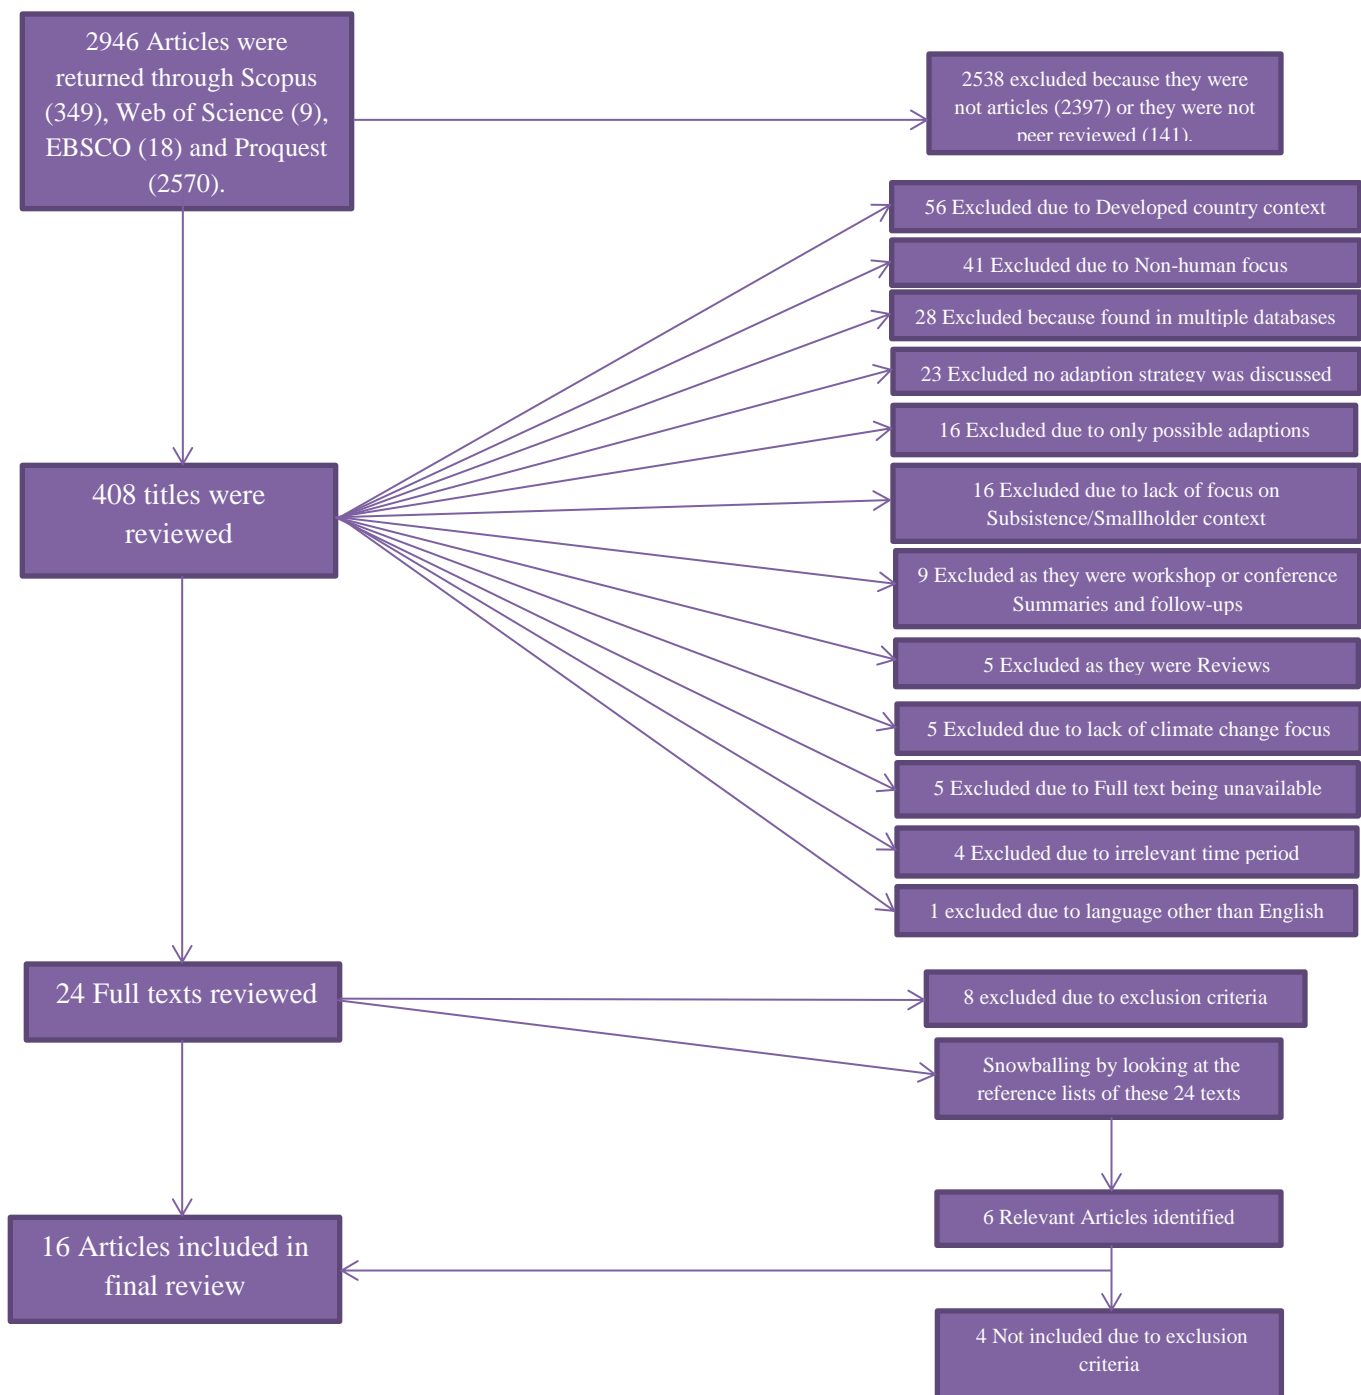 2946 Articles were
returned through Scopus
(349), Web of Science (9),
EBSCO (18) and Proquest
(2570).
2538 excluded because they were
not articles (2397) or they were not
peer reviewed (141).
56 Excluded due to Developed country context
41 Excluded due to Non-human focus
28 Excluded because found in multiple databases
23 Excluded no adaption strategy was discussed
16 Excluded due to only possible adaptions
408 titles were
reviewed
16 Excluded due to lack of focus on
Subsistence/Smallholder context
9 Excluded as they were workshop or conference
Summaries and follow-ups
5 Excluded as they were Reviews
5 Excluded due to lack of climate change focus
5 Excluded due to Full text being unavailable
4 Excluded due to irrelevant time period
1 excluded due to language other than English
24 Full texts reviewed
8 excluded due to exclusion criteria
Snowballing by looking at the
reference lists of these 24 texts
6 Relevant Articles identified
16 Articles included in
final review
4 Not included due to exclusion
criteria